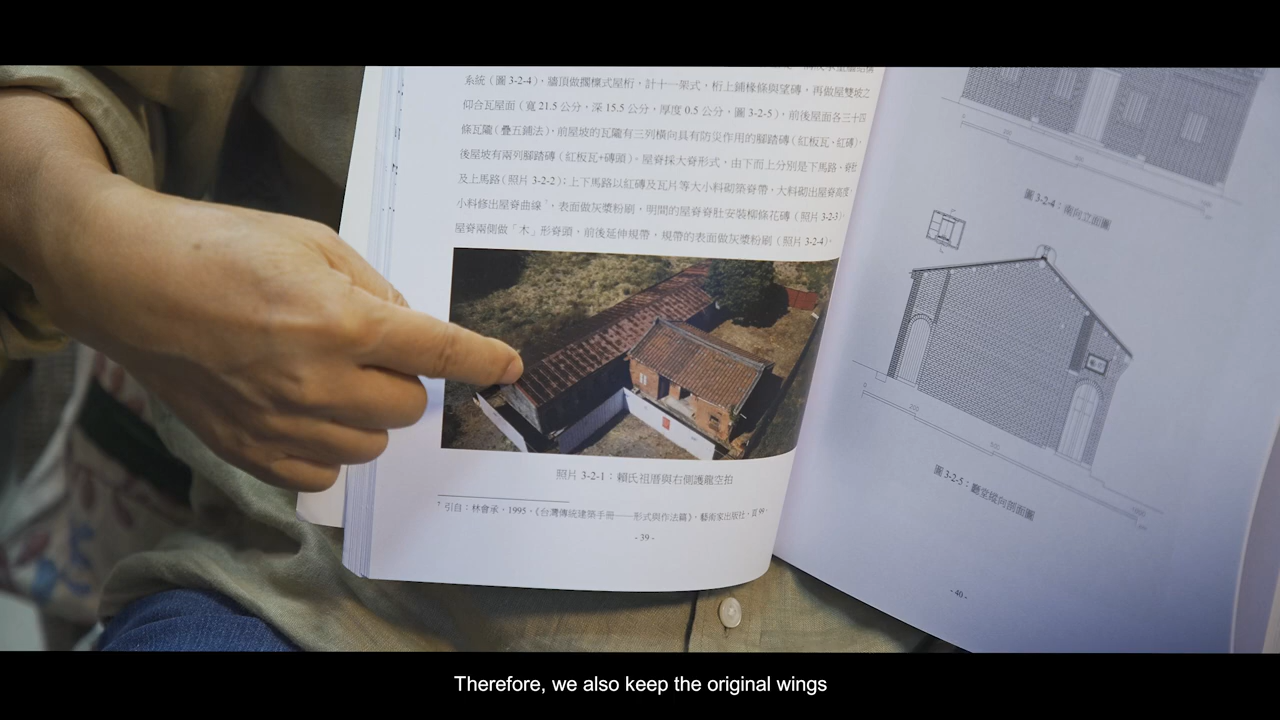 系統（圖 3-2-4），牆頂做擱檁式屋桁，計十一架式，桁上鋪椽條與望磚，再做屋雙坡之
仰合瓦屋面（寬 21.5 公分，深 15.5 公分，厚度 0.5 公分，圖 3-2-5），前後屋面各三十四
條瓦隴（疊五鋪法），前屋坡的瓦隴有三列橫向具有防災作用的腳踏磚（紅板瓦、紅磚），
後屋坡有兩列腳踏磚（紅板瓦+磚頭）。屋脊採大脊形式，由下而上分別是下馬路、脊肚
及上馬路（照片 3-2-2）；上下馬路以紅磚及瓦片等大小料砌築脊帶，大料砌出屋脊高度，
小料修出屋脊曲線⁷，表面做灰漿粉刷，明間的屋脊脊肚安裝柳條花磚（照片 3-2-3）。
屋脊兩側做「木」形脊頭，前後延伸規帶，規帶的表面做灰漿粉刷（照片 3-2-4）。
照片 3-2-1：賴氏祖厝與右側護龍空拍
⁷ 引自：林會承，1995，《台灣傳統建築手冊——形式與作法篇》，藝術家出版社，頁 99。
- 39 -
圖 3-2-4：南向立面圖
圖 3-2-5：廳堂縱向剖面圖
- 40 -
Therefore, we also keep the original wings